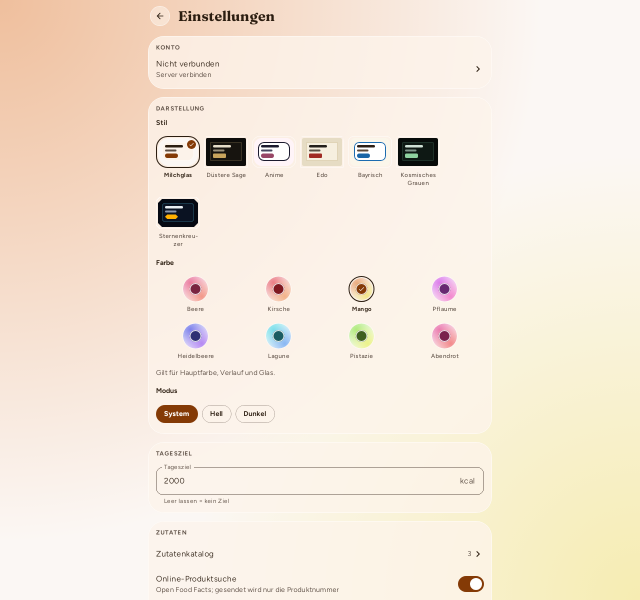 Einstellungen
KONTO
Nicht verbunden
Server verbinden
DARSTELLUNG
Stil
Milchglas
Düstere Sage
Anime
Edo
Bayrisch
Kosmisches
Grauen
Sternenkreu-
zer
Farbe
Beere
Kirsche
Mango
Pflaume
Heidelbeere
Lagune
Pistazie
Abendrot
Gilt für Hauptfarbe, Verlauf und Glas.
Modus
System
Hell
Dunkel
TAGESZIEL
Tagesziel
2000 kcal
Leer lassen = kein Ziel
ZUTATEN
Zutatenkatalog 3
Online-Produktsuche
Open Food Facts; gesendet wird nur die Produktnummer